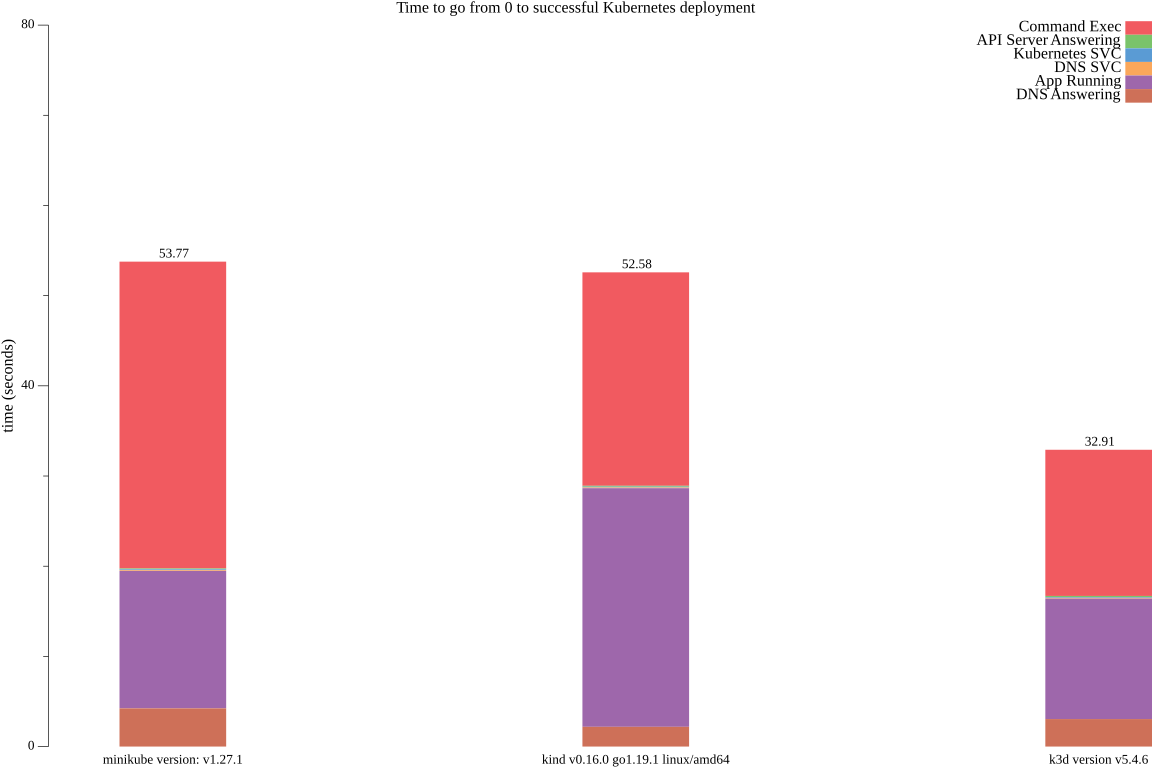 Time to go from 0 to successful Kubernetes deployment
80
Command Exec
API Server Answering
Kubernetes SVC
DNS SVC
App Running
DNS Answering
53.77
52.58
40
time (seconds)
32.91
0
minikube version: v1.27.1
kind v0.16.0 go1.19.1 linux/amd64
k3d version v5.4.6